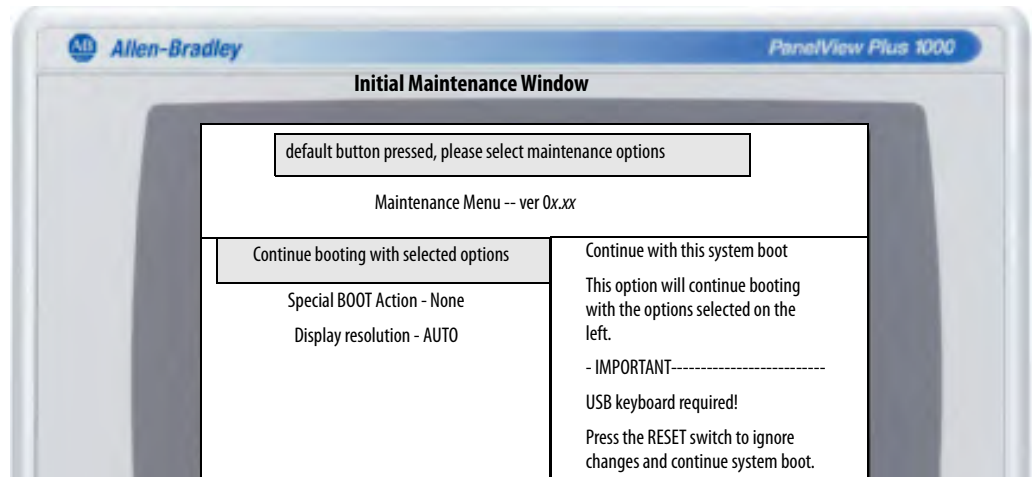 AB Allen-Bradley
PanelView Plus 1000
Initial Maintenance Window
default button pressed, please select maintenance options
Maintenance Menu -- ver 0x.xx
Continue booting with selected options
Special BOOT Action - None
Display resolution - AUTO
Continue with this system boot
This option will continue booting
with the options selected on the
left.
- IMPORTANT--------------------------
USB keyboard required!
Press the RESET switch to ignore
changes and continue system boot.